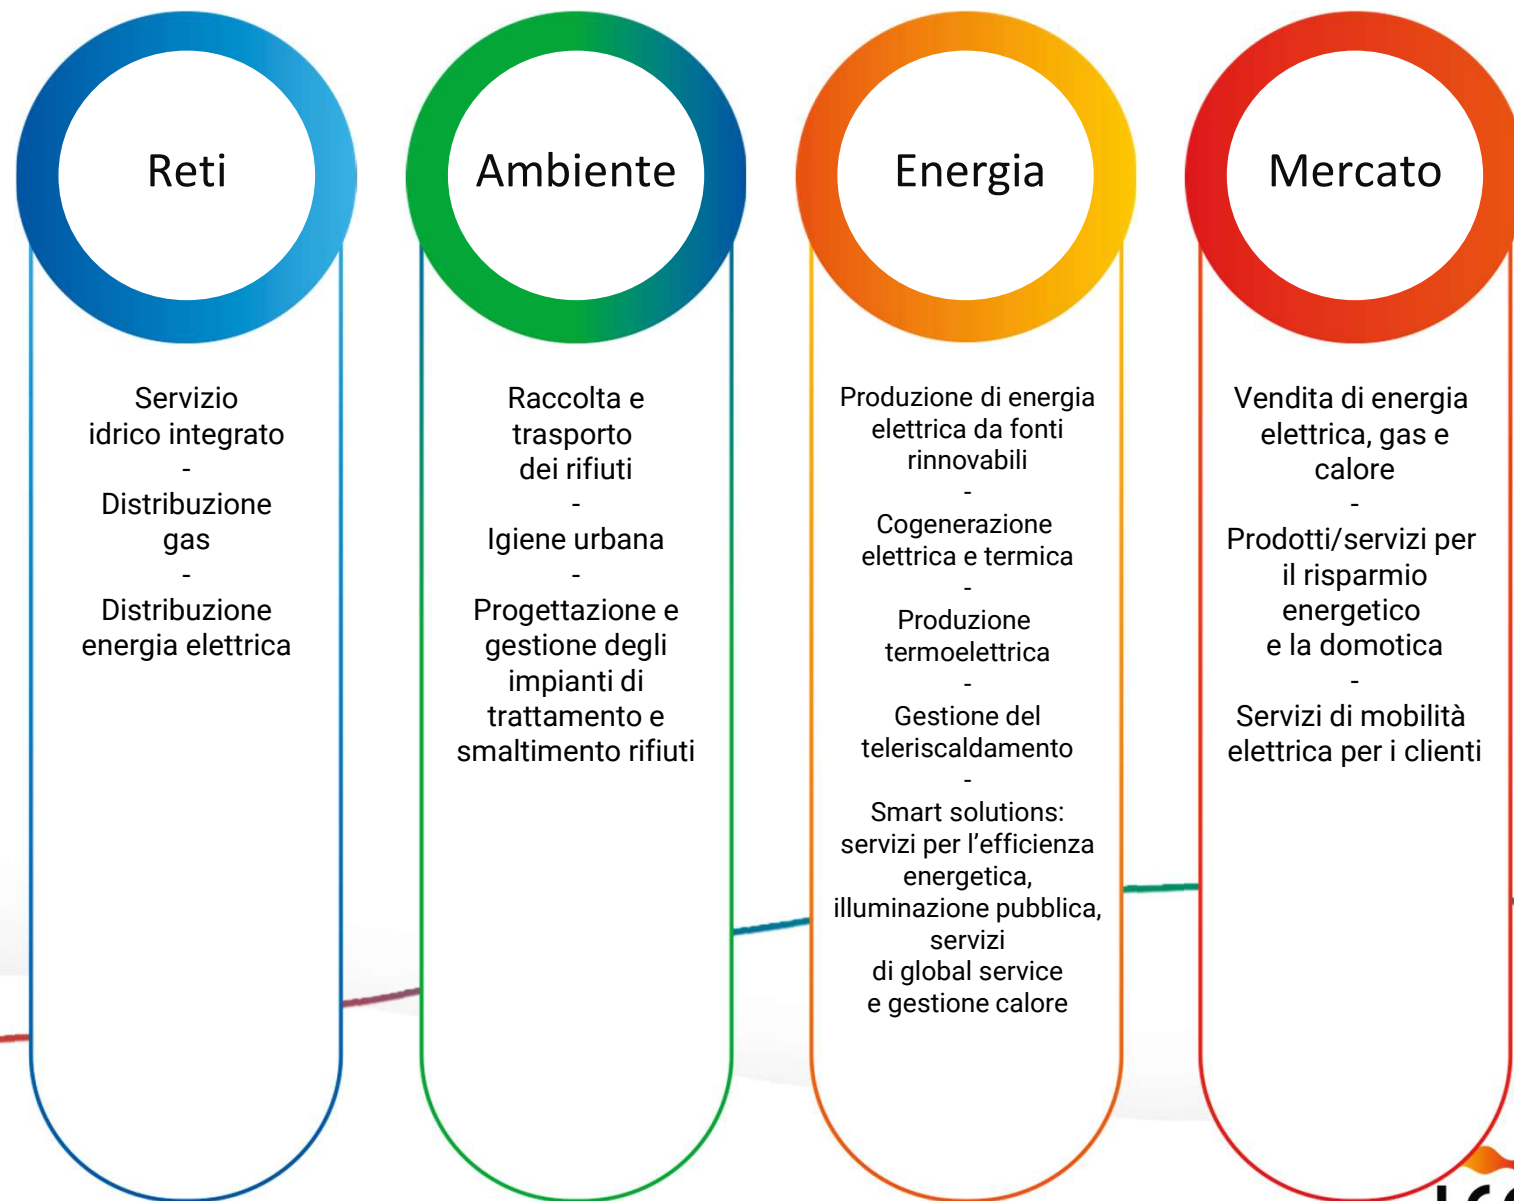 Reti
Servizio
idrico integrato
-
Distribuzione
gas
-
Distribuzione
energia elettrica
Ambiente
Raccolta e
trasporto
dei rifiuti
-
Igiene urbana
-
Progettazione e
gestione degli
impianti di
trattamento e
smaltimento rifiuti
Energia
Produzione di energia
elettrica da fonti
rinnovabili
-
Cogenerazione
elettrica e termica
-
Produzione
termoelettrica
-
Gestione del
teleriscaldamento
-
Smart solutions:
servizi per l’efficienza
energetica,
illuminazione pubblica,
servizi
di global service
e gestione calore
Mercato
Vendita di energia
elettrica, gas e
calore
-
Prodotti/servizi per
il risparmio
energetico
e la domotica
-
Servizi di mobilità
elettrica per i clienti